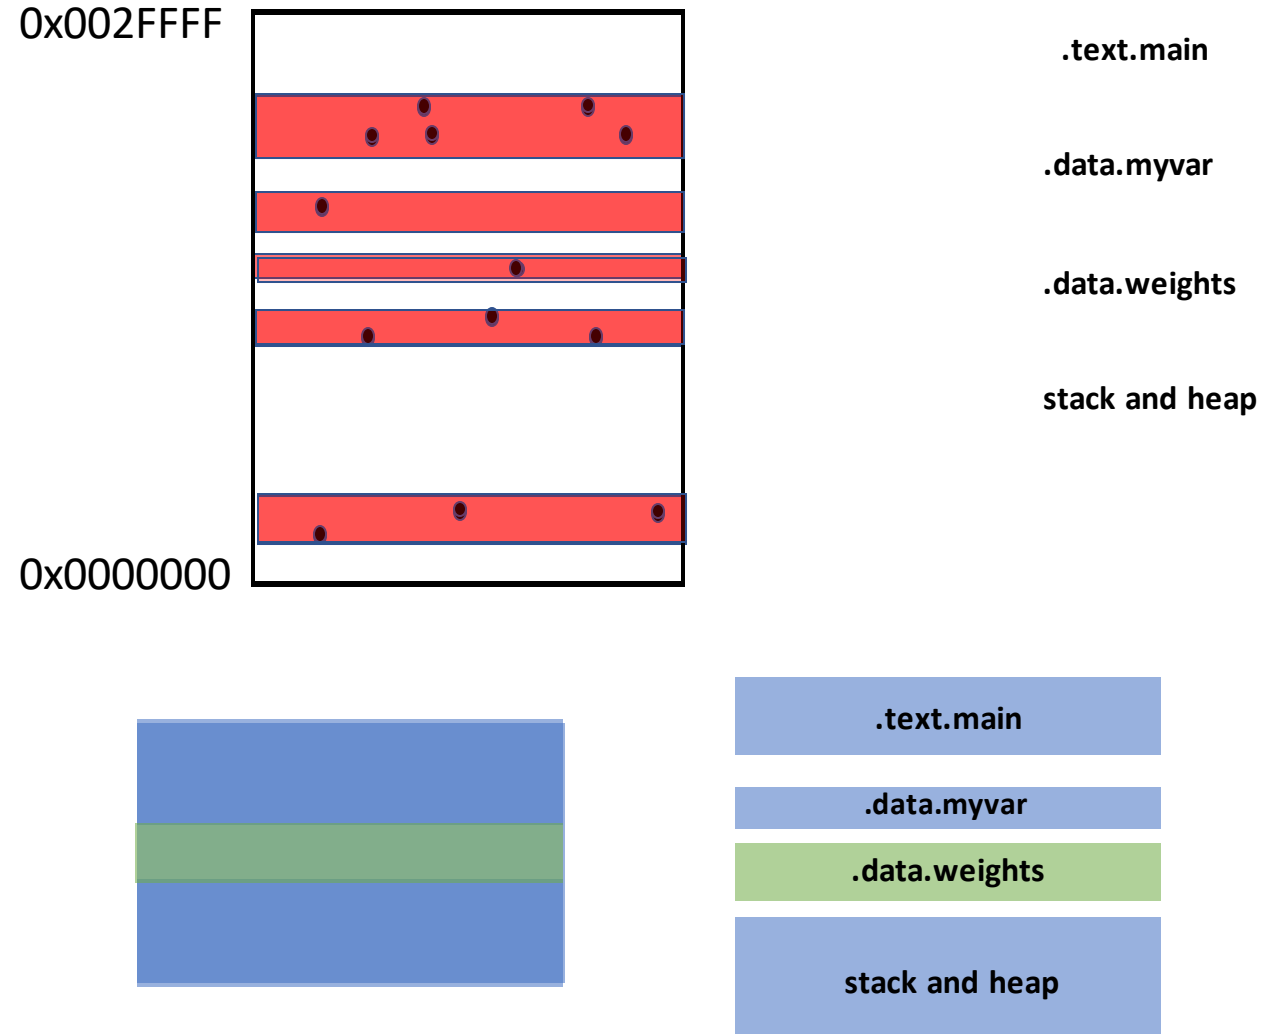 0x002FFFF
.text.main
.data.myvar
.data.weights
stack and heap
0x0000000
.text.main
.data.myvar
.data.weights
stack and heap